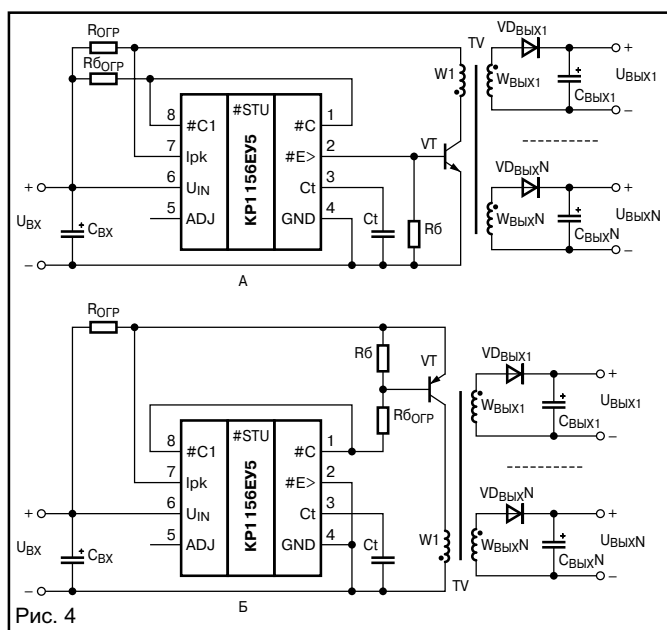 RОГР
RбОГР
8
7
6
5
#C1
Ipk
UIN
ADJ
#STU
КР1156ЕУ5
#C
#E>
Ct
GND
1
2
3
4
Ct
Rб
VT
W1
TV
VDВЫХ1
WВЫХ1
CВЫХ1
+
UВЫХ1
–
VDВЫХN
WВЫХN
CВЫХN
+
UВЫХN
–
+
UВХ
CВХ
+
–
А
RОГР
Rб
RбОГР
VT
8
7
6
5
#C1
Ipk
UIN
ADJ
#STU
КР1156ЕУ5
#C
#E>
Ct
GND
1
2
3
4
Ct
W1
TV
VDВЫХ1
WВЫХ1
CВЫХ1
+
UВЫХ1
–
VDВЫХN
WВЫХN
CВЫХN
+
UВЫХN
–
+
UВХ
CВХ
+
–
Б
Рис. 4